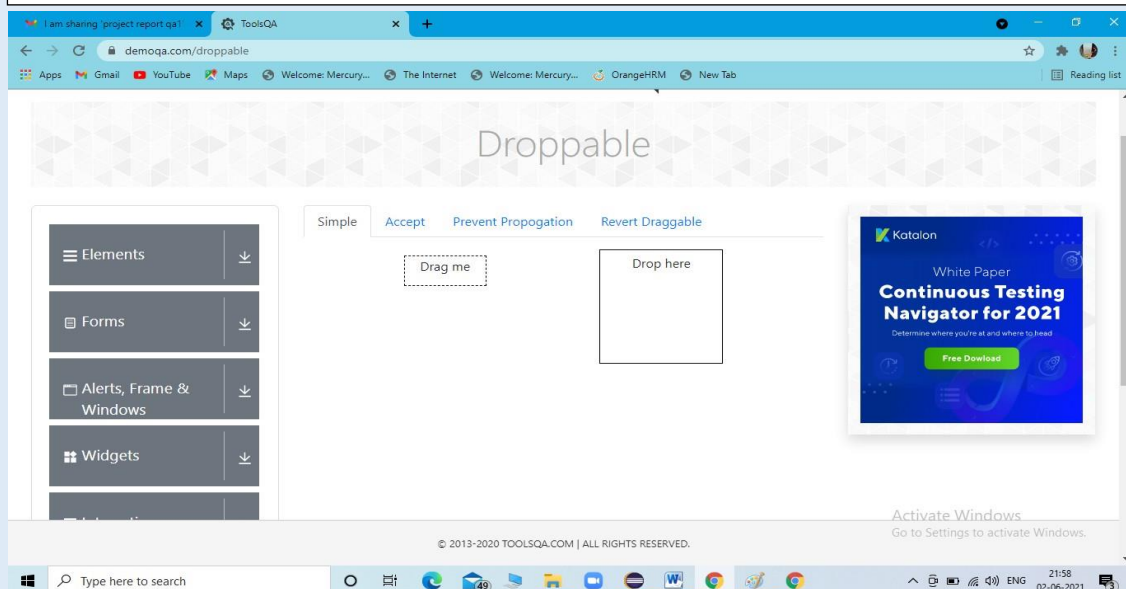 I am sharing 'project report qa1'
ToolsQA
demoqa.com/droppable
Apps Gmail YouTube Maps Welcome: Mercury... The Internet Welcome: Mercury... OrangeHRM New Tab Reading list
Droppable
Simple Accept Prevent Propogation Revert Draggable
Elements
Forms
Alerts, Frame &
Windows
Widgets
Drag me
Drop here
Katalon
White Paper
Continuous Testing
Navigator for 2021
Determine where you're at and where to head
Free Dowload
Activate Windows
Go to Settings to activate Windows.
© 2013-2020 TOOLSQA.COM | ALL RIGHTS RESERVED.
Type here to search
49
ENG
21:58
02-06-2021
3